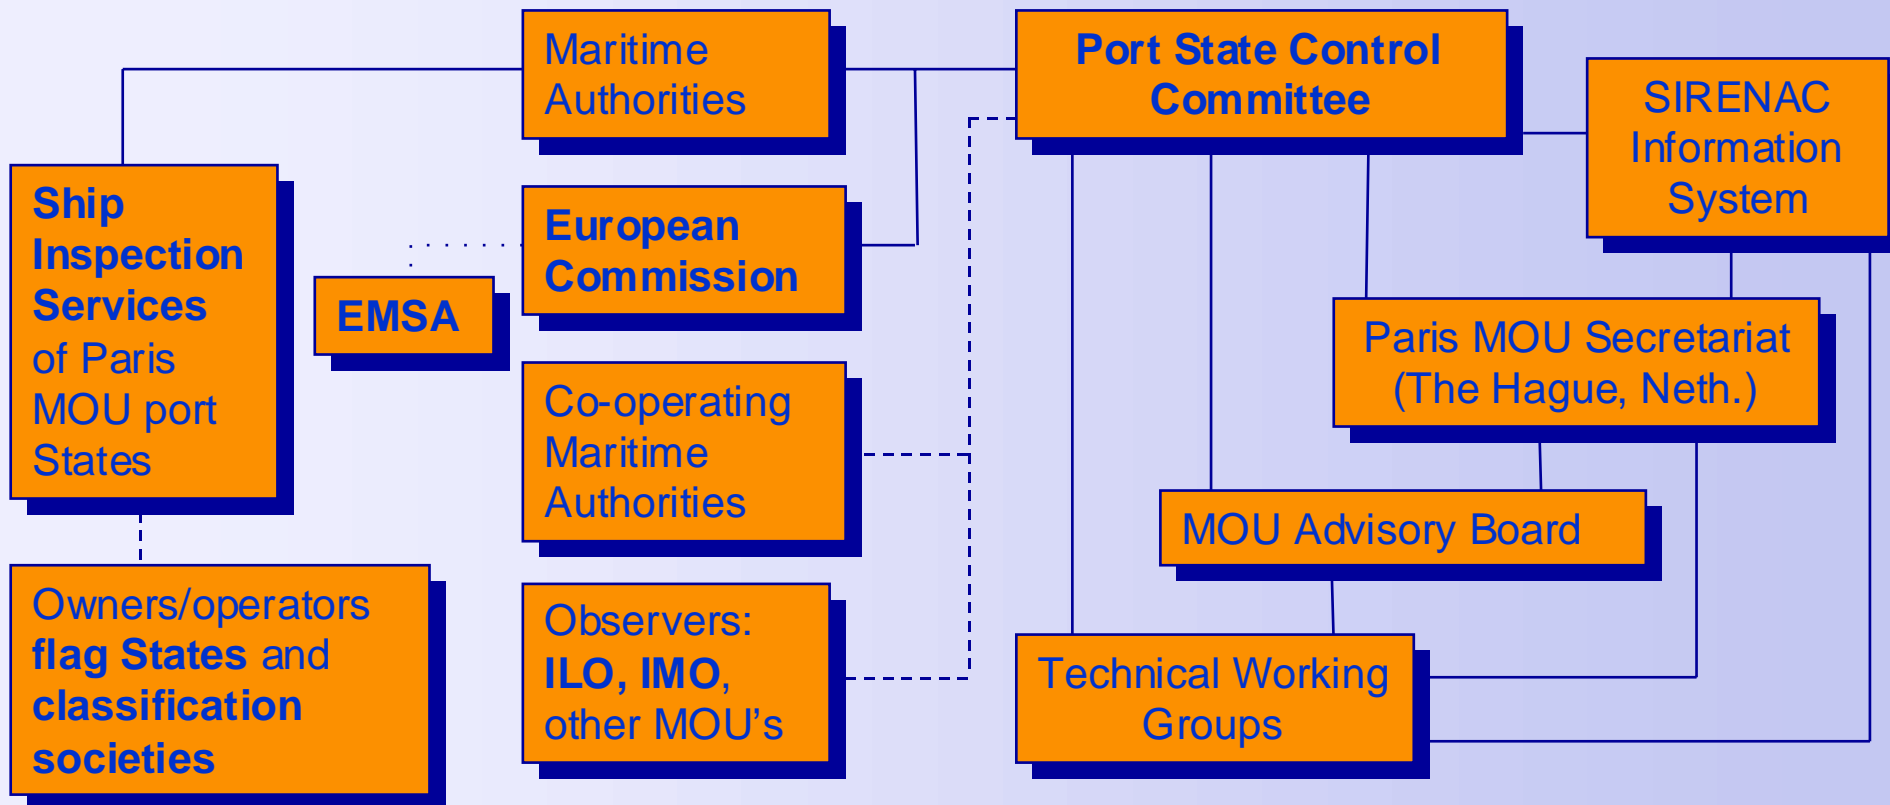 Maritime
Authorities
Port State Control
Committee
SIRENAC
Information
System
Ship
Inspection
Services
of Paris
MOU port
States
European
Commission
EMSA
Paris MOU Secretariat
(The Hague, Neth.)
Co-operating
Maritime
Authorities
MOU Advisory Board
Owners/operators
flag States and
classification
societies
Observers:
ILO, IMO,
other MOU’s
Technical Working
Groups